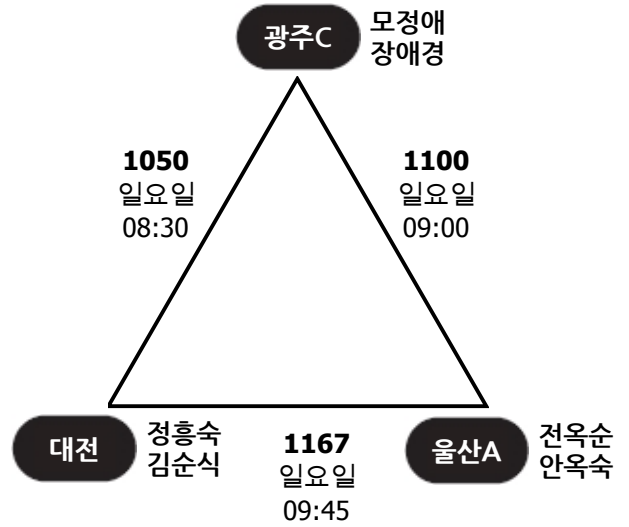 광주C
모정애
장애경
1050
일요일
08:30
1100
일요일
09:00
대전
정흥숙
김순식
1167
일요일
09:45
울산A
전옥순
안옥숙